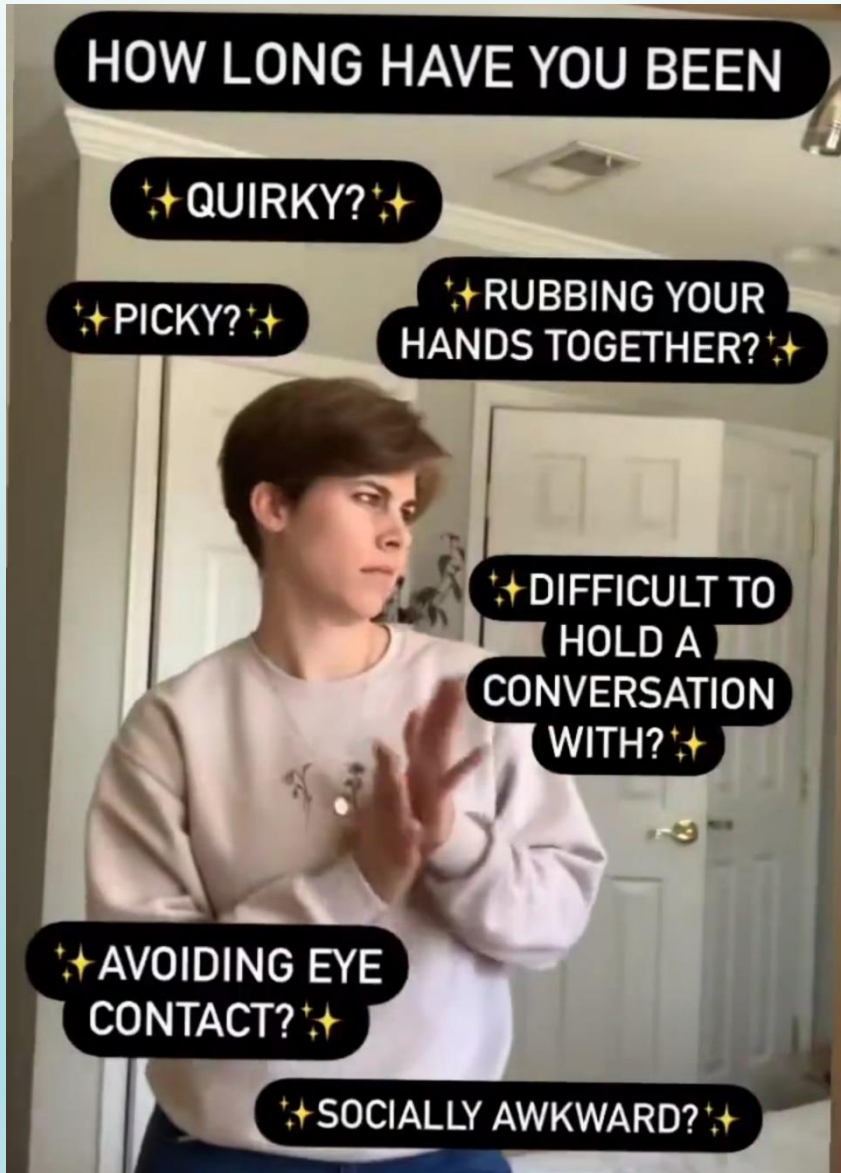 HOW LONG HAVE YOU BEEN
✨QUIRKY?✨
✨PICKY?✨
✨RUBBING YOUR
HANDS TOGETHER?✨
✨DIFFICULT TO
HOLD A
CONVERSATION
WITH?✨
✨AVOIDING EYE
CONTACT?✨
✨SOCIALLY AWKWARD?✨